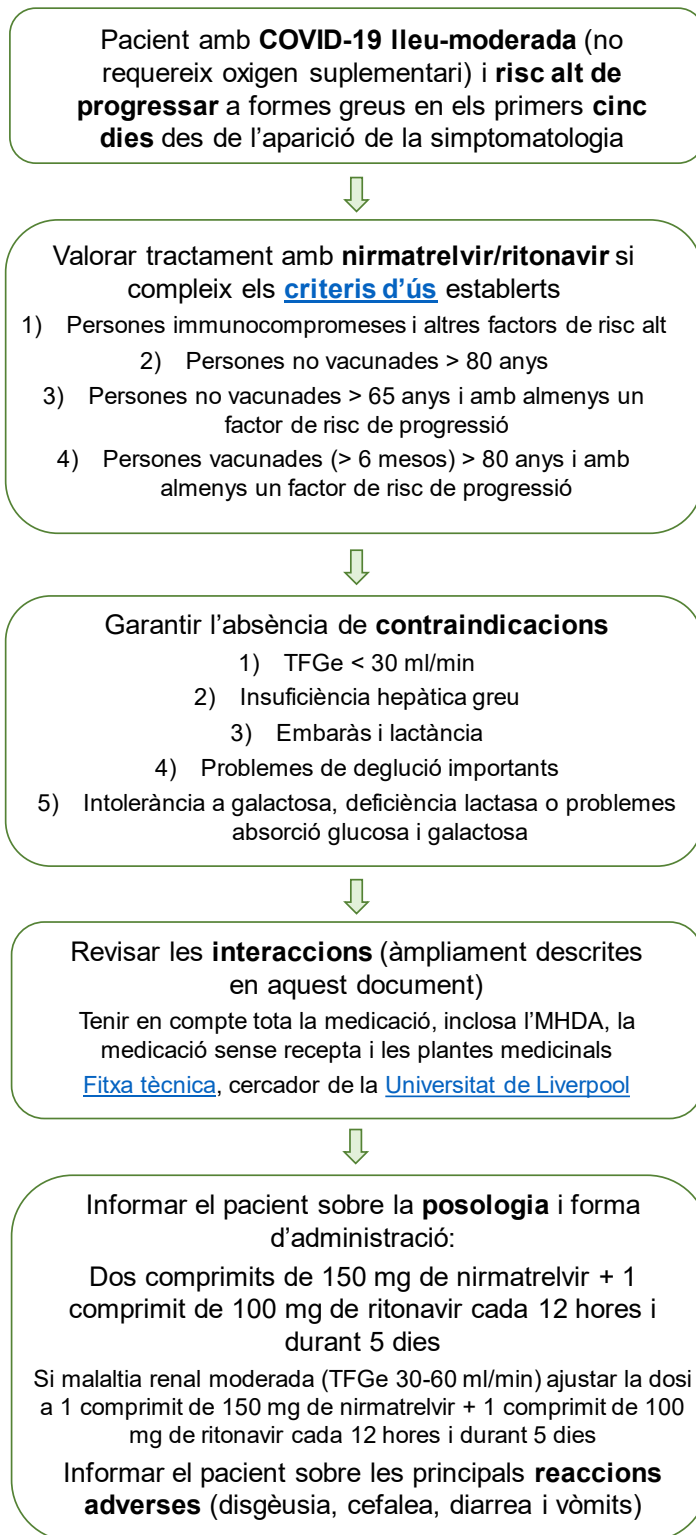 Pacient amb COVID-19 lleu-moderada (no
requereix oxigen suplementari) i risc alt de
progressar a formes greus en els primers cinc
dies des de l'aparició de la simptomatologia
Valorar tractament amb nirmatrelvir/ritonavir si
compleix els criteris d'ús establerts
1) Persones immunocompromeses i altres factors de risc alt
2) Persones no vacunades > 80 anys
3) Persones no vacunades > 65 anys i amb almenys un
factor de risc de progressió
4) Persones vacunades (> 6 mesos) > 80 anys i amb
almenys un factor de risc de progressió
Garantir l'absència de contraindicacions
1) TFGe < 30 ml/min
2) Insuficiència hepàtica greu
3) Embaràs i lactància
4) Problemes de deglució importants
5) Intolerància a galactosa, deficiència lactasa o problemes
absorció glucosa i galactosa
Revisar les interaccions (àmpliament descrites
en aquest document)
Tenir en compte tota la medicació, inclosa l'MHDA, la
medicació sense recepta i les plantes medicinals
Fitxa tècnica, cercador de la Universitat de Liverpool
Informar el pacient sobre la posologia i forma
d'administració:
Dos comprimits de 150 mg de nirmatrelvir + 1
comprimit de 100 mg de ritonavir cada 12 hores i
durant 5 dies
Si malaltia renal moderada (TFGe 30-60 ml/min) ajustar la dosi
a 1 comprimit de 150 mg de nirmatrelvir + 1 comprimit de 100
mg de ritonavir cada 12 hores i durant 5 dies
Informar el pacient sobre les principals reaccions
adverses (disgèusia, cefalea, diarrea i vòmits)